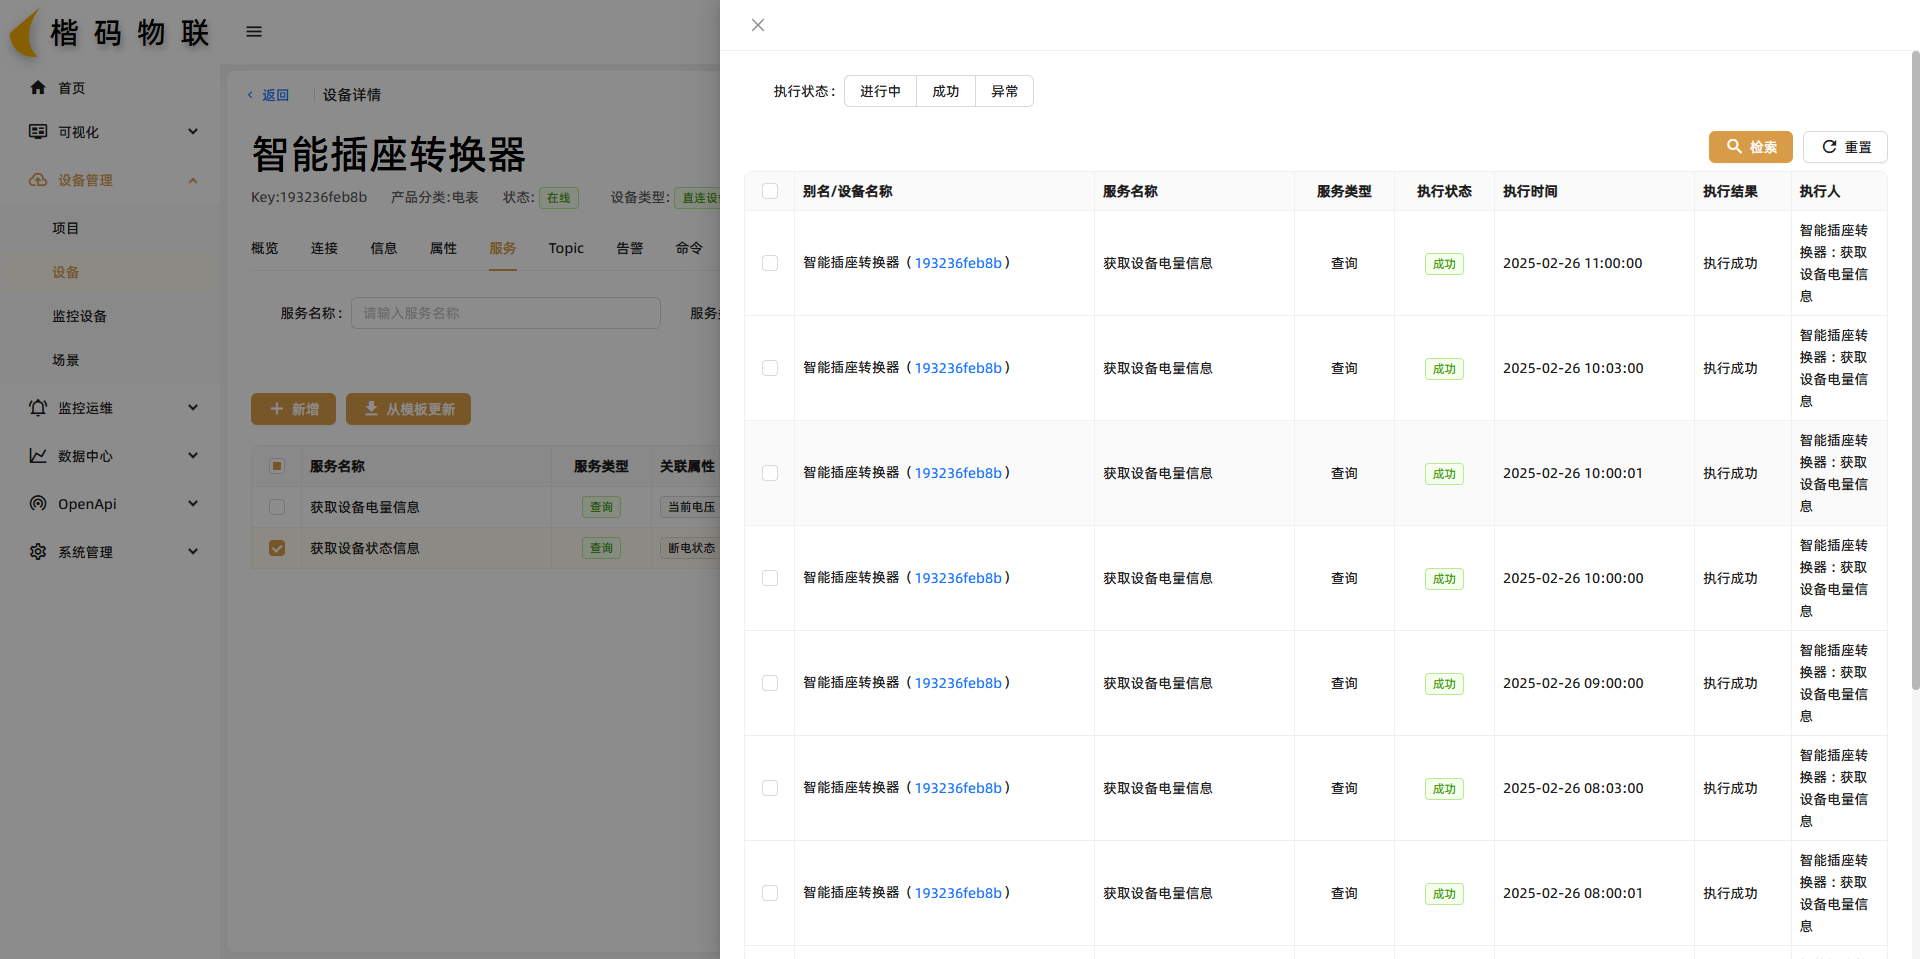 楷码物联
首页
可视化
设备管理
项目
设备
监控设备
场景
监控运维
数据中心
OpenApi
系统管理
返回 设备详情
智能插座转换器
Key:193236feb8b 产品分类:电表 状态: 在线 设备类型: 直连设
概览 连接 信息 属性 服务 Topic 告警 命令
服务名称： 请输入服务名称 服务
新增 从模板更新
服务名称 服务类型 关联属性
获取设备电量信息 查询 当前电压
获取设备状态信息 查询 断电状态
执行状态： 进行中 成功 异常
检索 重置
别名/设备名称 服务名称 服务类型 执行状态 执行时间 执行结果 执行人
智能插座转换器（193236feb8b） 获取设备电量信息 查询 成功 2025-02-26 11:00:00 执行成功 智能插座转
换器：获取
设备电量信
息
智能插座转换器（193236feb8b） 获取设备电量信息 查询 成功 2025-02-26 10:03:00 执行成功 智能插座转
换器：获取
设备电量信
息
智能插座转换器（193236feb8b） 获取设备电量信息 查询 成功 2025-02-26 10:00:01 执行成功 智能插座转
换器：获取
设备电量信
息
智能插座转换器（193236feb8b） 获取设备电量信息 查询 成功 2025-02-26 10:00:00 执行成功 智能插座转
换器：获取
设备电量信
息
智能插座转换器（193236feb8b） 获取设备电量信息 查询 成功 2025-02-26 09:00:00 执行成功 智能插座转
换器：获取
设备电量信
息
智能插座转换器（193236feb8b） 获取设备电量信息 查询 成功 2025-02-26 08:03:00 执行成功 智能插座转
换器：获取
设备电量信
息
智能插座转换器（193236feb8b） 获取设备电量信息 查询 成功 2025-02-26 08:00:01 执行成功 智能插座转
换器：获取
设备电量信
息